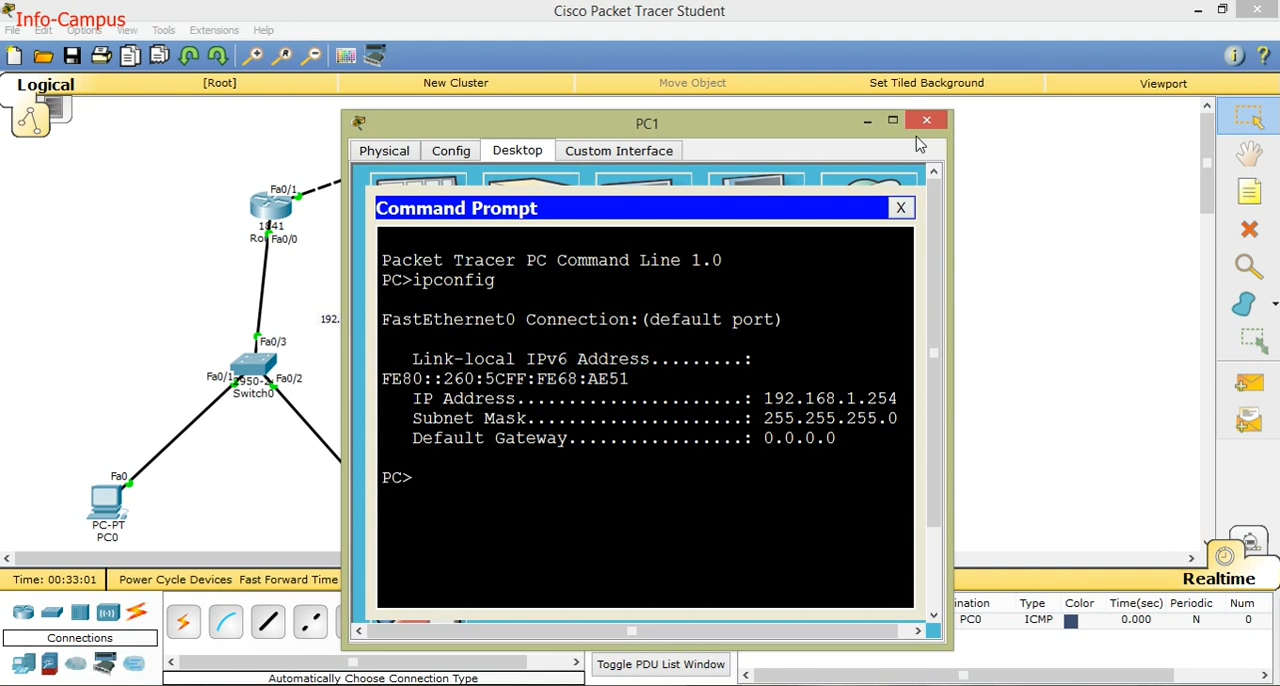 Cisco Packet Tracer Student
Info-Campus
File Edit Options View Tools Extensions Help
Logical
[Root]
New Cluster
Move Object
Set Tiled Background
Viewport
PC1
Physical
Config
Desktop
Custom Interface
Command Prompt
X
Packet Tracer PC Command Line 1.0
PC>ipconfig
FastEthernet0 Connection:(default port)
Link-local IPv6 Address.........:
FE80::260:5CFF:FE68:AE51
IP Address......................: 192.168.1.254
Subnet Mask.....................: 255.255.255.0
Default Gateway.................: 0.0.0.0
PC>
Fa0/1
1841
Fa0/0
192.
Fa0/3
Fa0/1
Fa0/2
Switch0
Fa0
PC-PT
PC0
Time: 00:33:01
Power Cycle Devices Fast Forward Time
Realtime
Connections
Automatically Choose Connection Type
Toggle PDU List Window
ination Type Color Time(sec) Periodic Num
PC0 ICMP 0.000 N 0